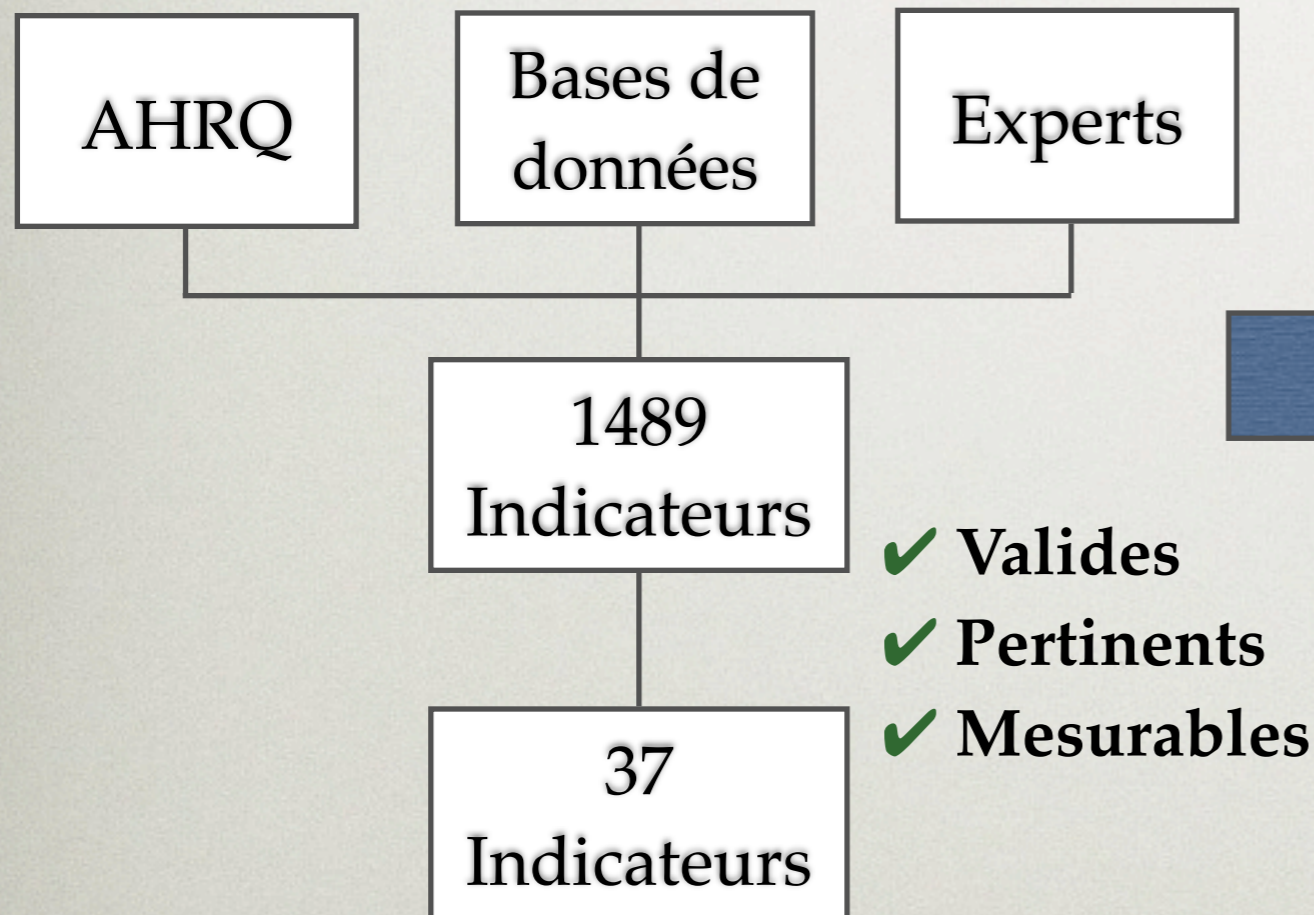 AHRQ
Bases de
données
Experts
1489
Indicateurs
✔ Valides
✔ Pertinents
✔ Mesurables
37
Indicateurs